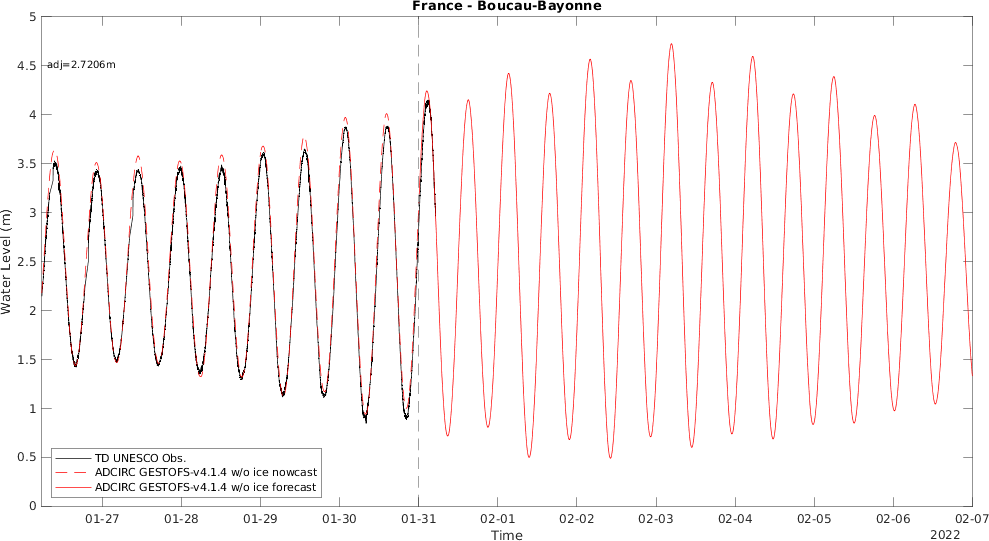 France - Boucau-Bayonne
5
4.5
4
3.5
3
2.5
2
1.5
1
0.5
0
Water Level (m)
adj=2.7206m
TD UNESCO Obs.
ADCIRC GESTOFS-v4.1.4 w/o ice nowcast
ADCIRC GESTOFS-v4.1.4 w/o ice forecast
01-27 01-28 01-29 01-30 01-31 02-01 02-02 02-03 02-04 02-05 02-06 02-07
Time
2022